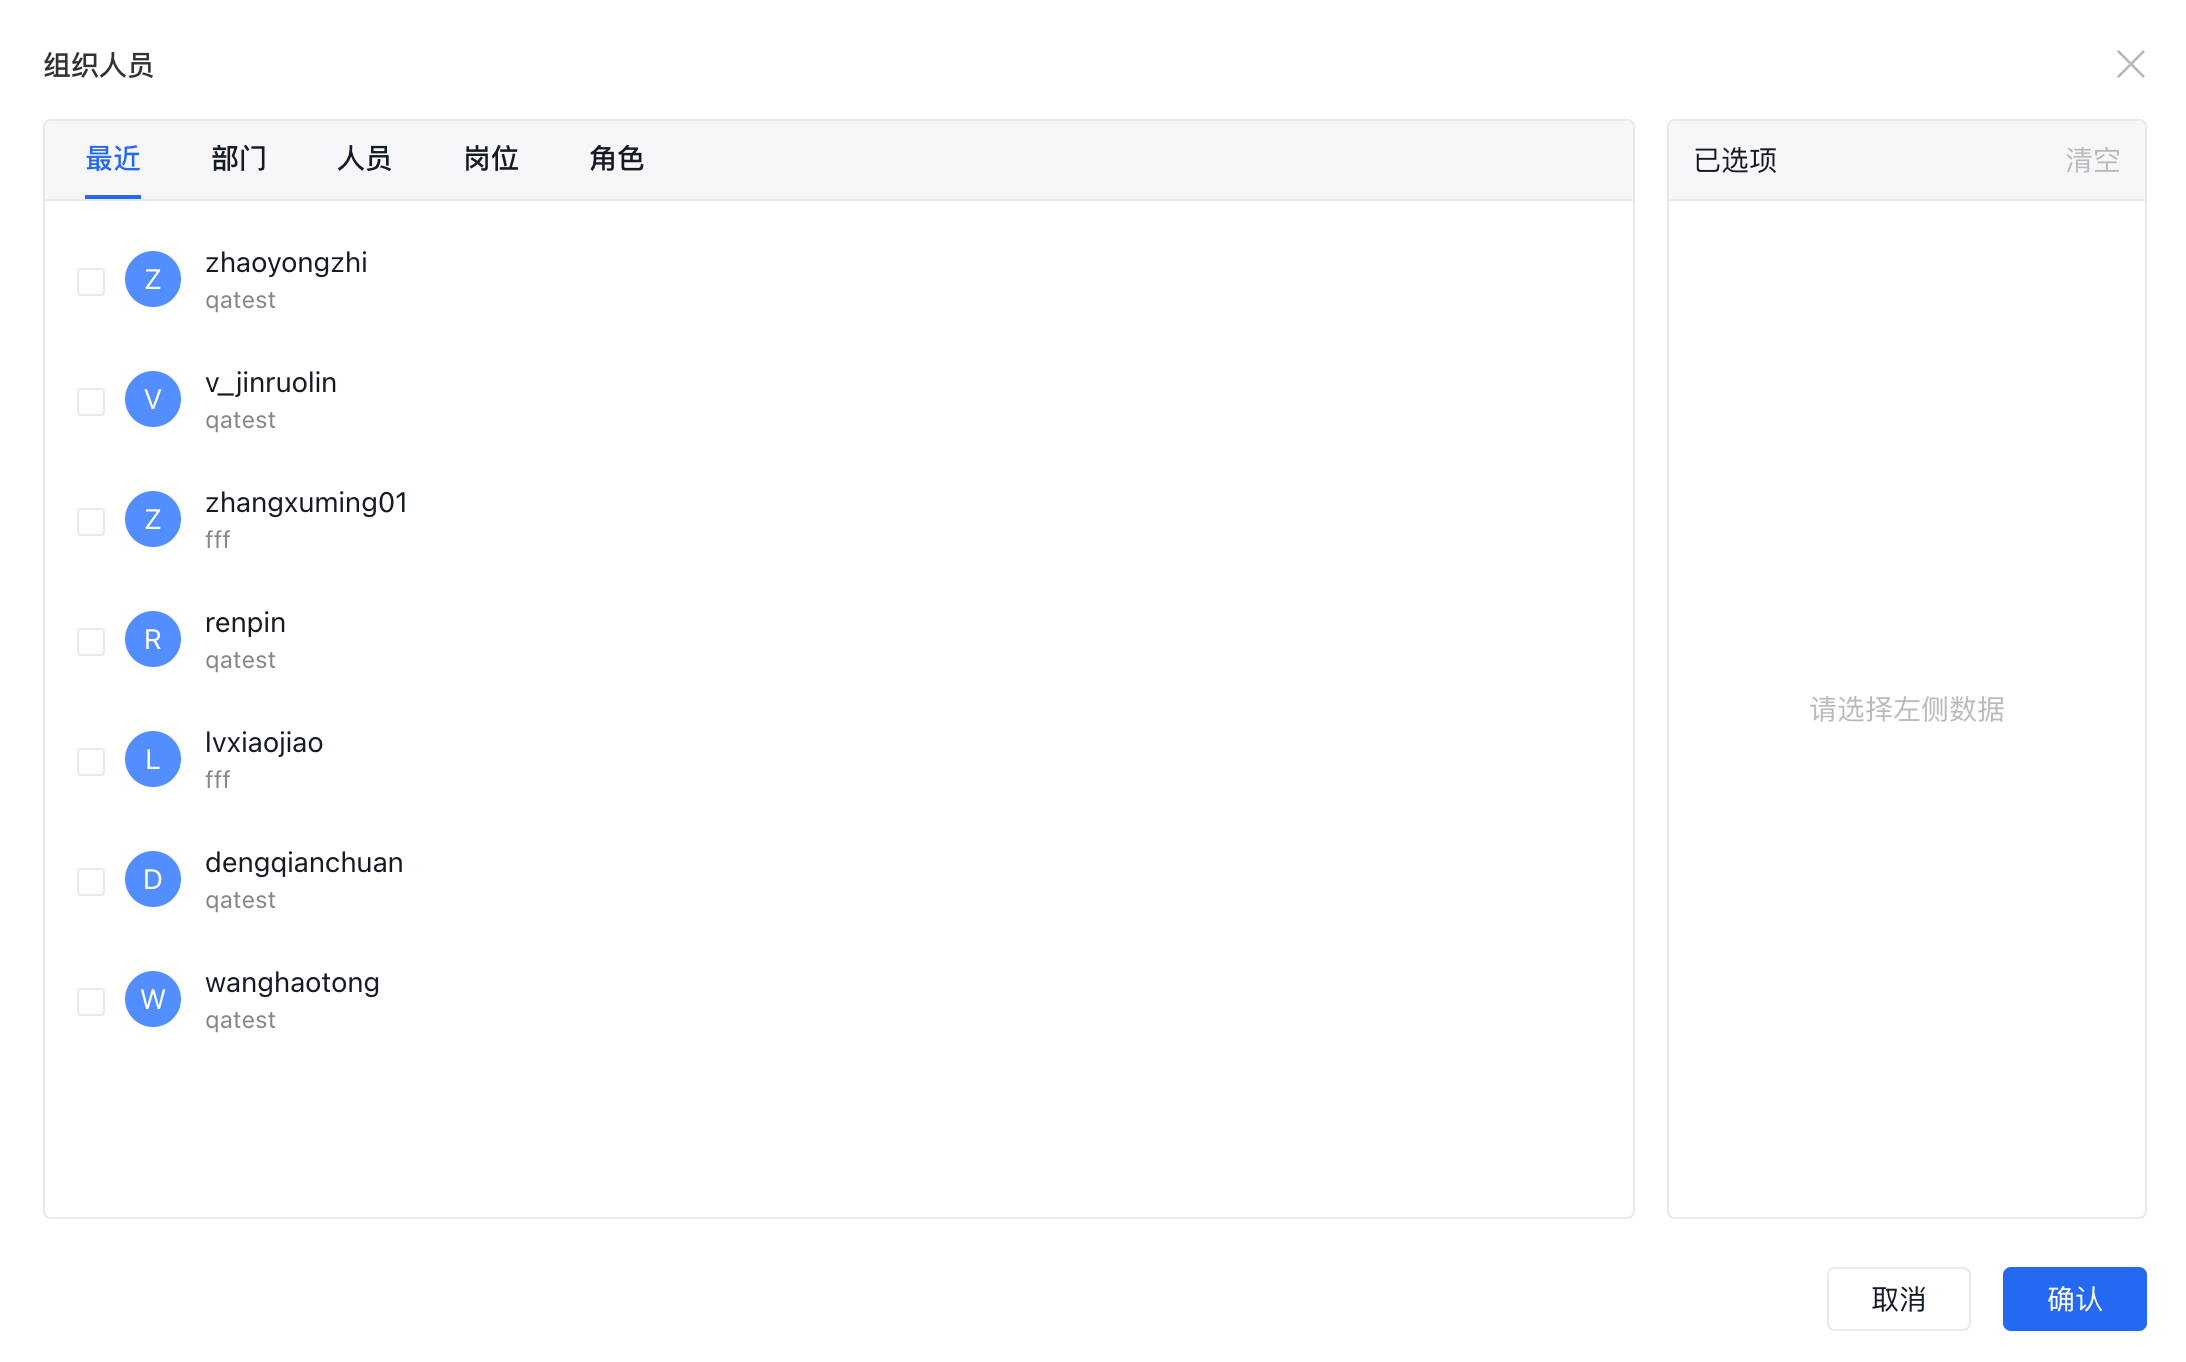 组织人员
最近 部门 人员 岗位 角色
Z zhaoyongzhi
qatest
V v_jinruolin
qatest
Z zhangxuming01
fff
R renpin
qatest
L lvxiaojiao
fff
D dengqianchuan
qatest
W wanghaotong
qatest
已选项 清空
请选择左侧数据
取消 确认